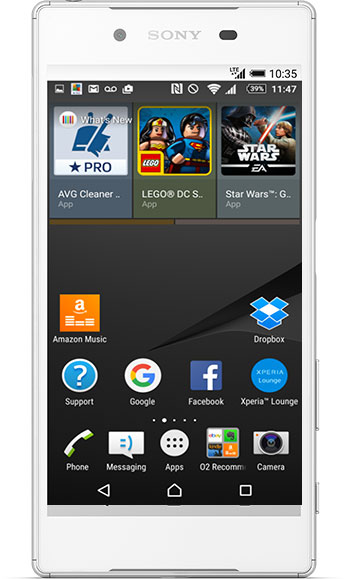 SONY
LTE 10:35
39% 11:47
What's New
PRO
LEGO
STAR
WARS
EA
AVG Cleaner ..
LEGO® DC S..
Star Wars™: G..
App
App
App
Amazon Music
Dropbox
XPERIA
Lounge
Support
Google
Facebook
Xperia™ Lounge
Phone
Messaging
Apps
O2 Recomm
Camera